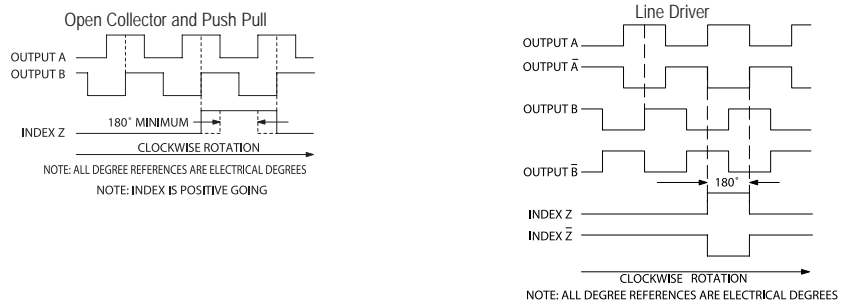 Open Collector and Push Pull
OUTPUT A
OUTPUT B
180° MINIMUM
INDEX Z
CLOCKWISE ROTATION
NOTE: ALL DEGREE REFERENCES ARE ELECTRICAL DEGREES
NOTE: INDEX IS POSITIVE GOING
Line Driver
OUTPUT A
OUTPUT A̅
OUTPUT B
OUTPUT B̅
180°
INDEX Z
INDEX Z̅
CLOCKWISE ROTATION
NOTE: ALL DEGREE REFERENCES ARE ELECTRICAL DEGREES